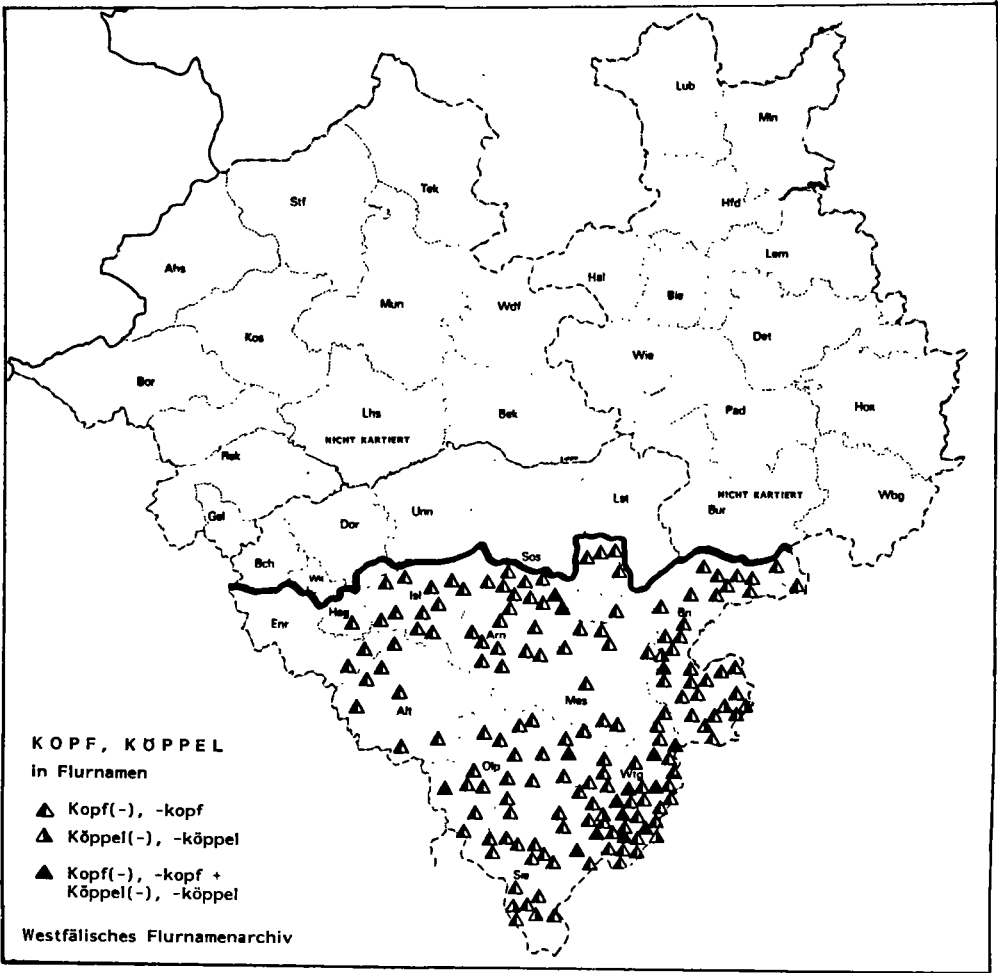 Lub
Mln
Stf
Tek
Hfd
Ahs
Lem
Hal
Bie
Mun
Wdf
Kos
Det
Wie
Bor
Lhs
Bek
Pad
Hox
NICHT KARTIERT
Rek
Gel
Dor
Unn
Lst
NICHT KARTIERT
Bur
Wbg
Bch
Sos
Isl
Hag
Enr
Bri
Arn
Alt
Mes
Olp
Wtg
Sie
KOPF, KÖPPEL
in Flurnamen
Kopf(-), -kopf
Köppel(-), -köppel
Kopf(-), -kopf +
Köppel(-), -köppel
Westfälisches Flurnamenarchiv